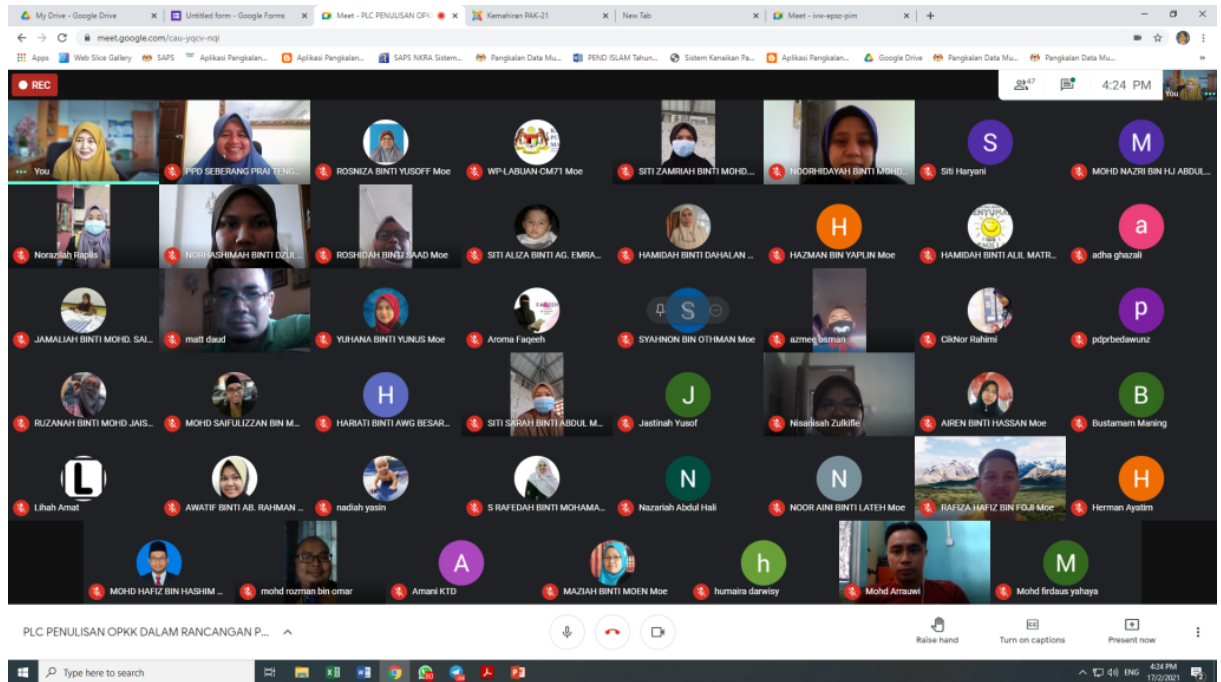 My Drive - Google Drive
Untitled form - Google Forms
Meet - PLC PENULISAN OPK
Kemahiran PAK-21
New Tab
Meet - ivw-epsz-pim
meet.google.com/cau-yqcv-nqi
Apps
Web Slice Gallery
SAPS
Aplikasi Pangkalan...
Aplikasi Pangkalan...
SAPS NKRA Sistem...
Pangkalan Data Mu...
PEND ISLAM Tahun...
Sistem Kenaikan Pa...
Aplikasi Pangkalan...
Google Drive
Pangkalan Data Mu...
Pangkalan Data Mu...
REC
47
4:24 PM
You
S
M
You
PPD SEBERANG PRAI TENG...
ROSNIZA BINTI YUSOFF Moe
WP-LABUAN-CM71 Moe
SITI ZAMRIAH BINTI MOHD...
NOORHIDAYAH BINTI MOHD...
Siti Haryani
MOHD NAZRI BIN HJ ABDUL...
H
a
Norazilah Raplis
NORHASHIMAH BINTI DZUL...
ROSHIDAH BINTI SAAD Moe
SITI ALIZA BINTI AG. EMRA...
HAMIDAH BINTI DAHALAN ...
HAZMAN BIN YAPLIN Moe
HAMIDAH BINTI ALIL MATR...
adha ghazali
S
p
JAMALIAH BINTI MOHD. SAI...
matt daud
YUHANA BINTI YUNUS Moe
Aroma Faqeeh
SYAHNON BIN OTHMAN Moe
azmee osman
CikNor Rahimi
pdprbedawunz
H
J
B
RUZANAH BINTI MOHD JAIS...
MOHD SAIFULIZZAN BIN M...
HARIATI BINTI AWG BESAR...
SITI SARAH BINTI ABDUL M...
Jastinah Yusof
Nisanisah Zulkifle
AIREN BINTI HASSAN Moe
Bustamam Maning
L
N
N
H
Lihah Amat
AWATIF BINTI AB. RAHMAN ...
nadiah yasin
S RAFEDAH BINTI MOHAMA...
Nazariah Abdul Hali
NOOR AINI BINTI LATEH Moe
RAFIZA HAFIZ BIN FOJI Moe
Herman Ayatim
A
h
M
MOHD HAFIZ BIN HASHIM ...
mohd rozman bin omar
Amani KTD
MAZIAH BINTI MOEN Moe
humaira darwisy
Mohd Arrauwi
Mohd firdaus yahaya
PLC PENULISAN OPKK DALAM RANCANGAN P...
Raise hand
Turn on captions
Present now
Type here to search
ENG
4:24 PM
17/2/2021